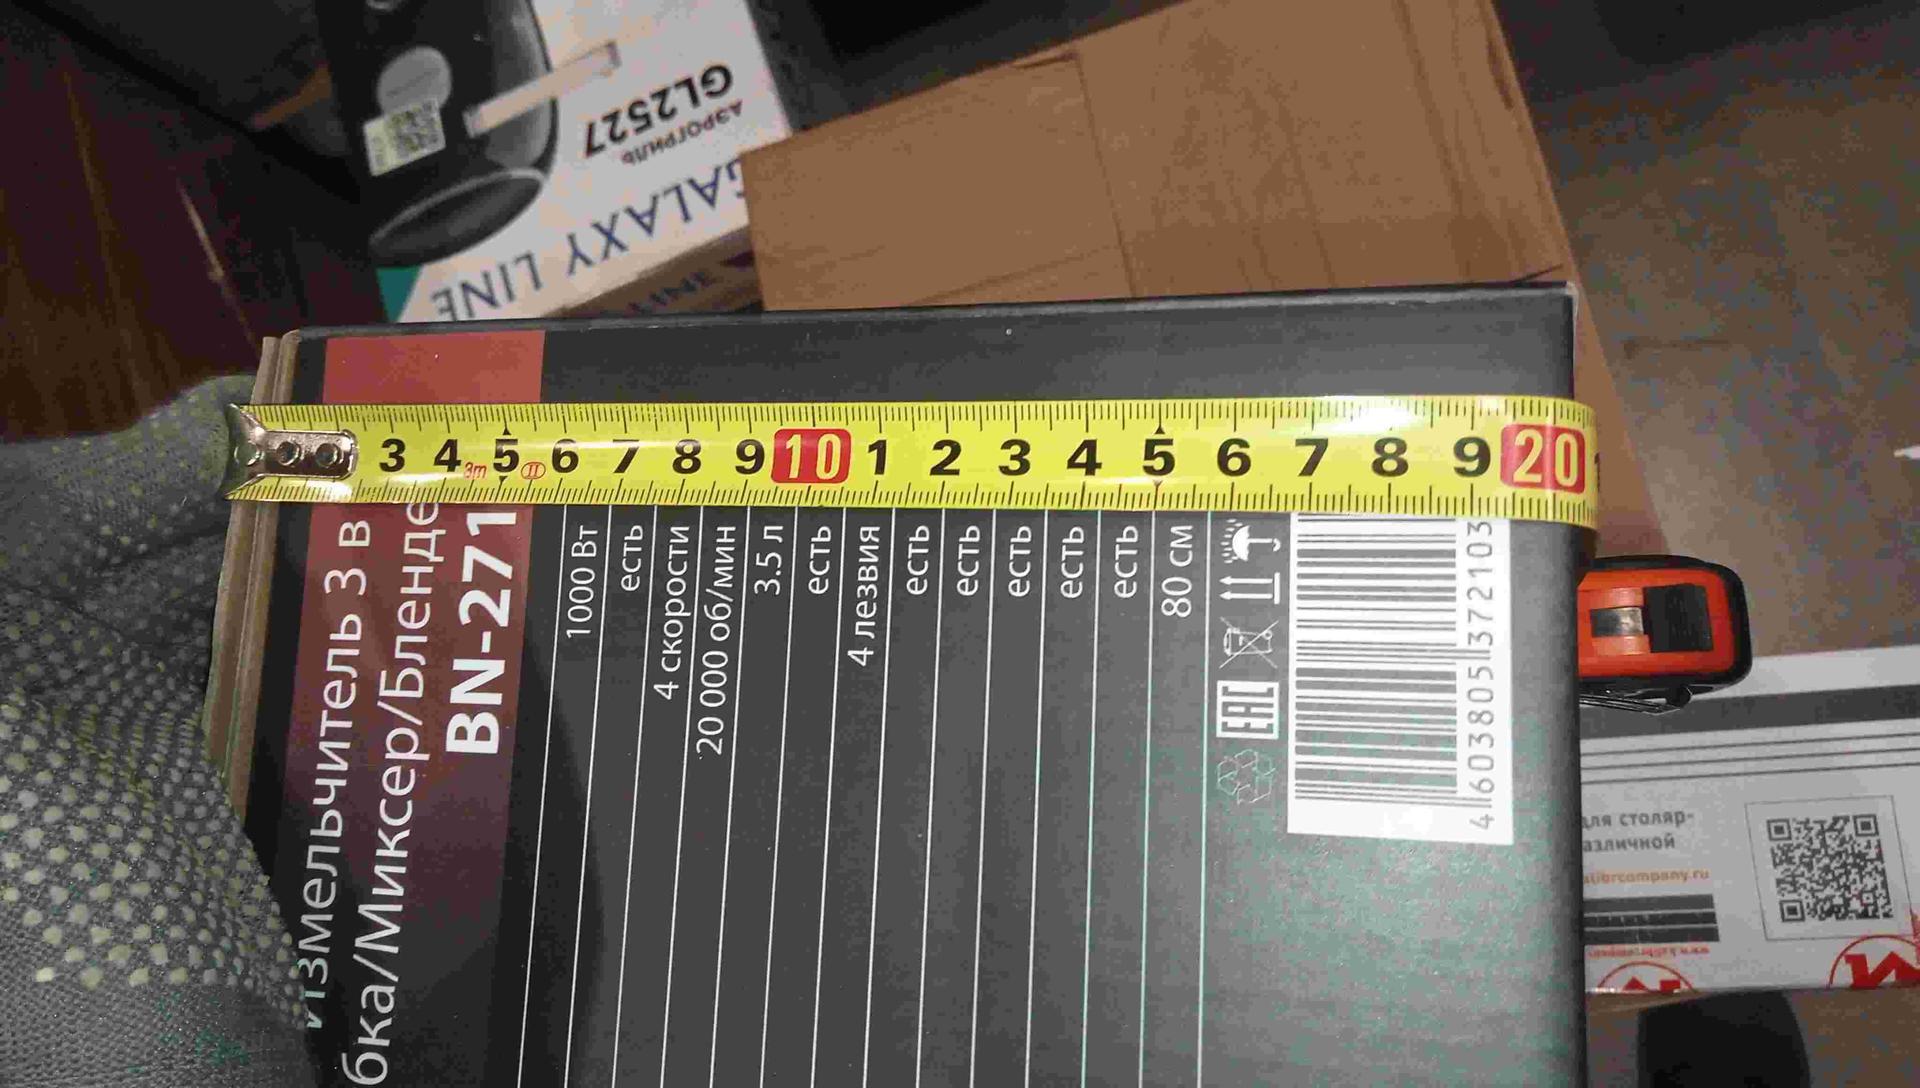 GALAXY LINE
АЭРОГРИЛЬ
GL2527
3 4 5 6 7 8 9 10 1 2 3 4 5 6 7 8 9 20
3m II
Измельчитель 3 в
бка/Миксер/Бленде
BN-271
1000 Вт
есть
4 скорости
20 000 об/мин
3.5 л
есть
4 лезвия
есть
есть
есть
есть
есть
80 см
EAC
4 603805 372103
для столяр-
азличной
alibrcompany.ru